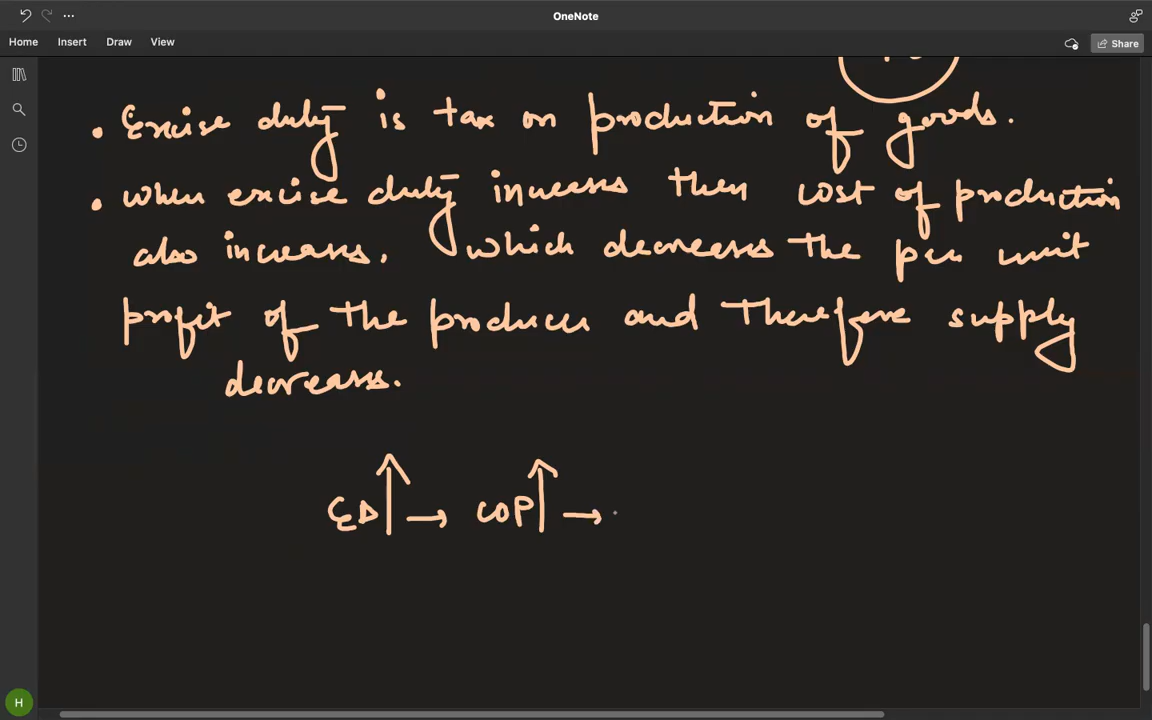 OneNote
Home Insert Draw View
Share
• Excise duty is tax on production of goods.
• when excise duty increases then cost of production
also increases. which decreases the per unit
profit of the producer and Therefore supply
decreases.
ED↑ → COP↑ →
H